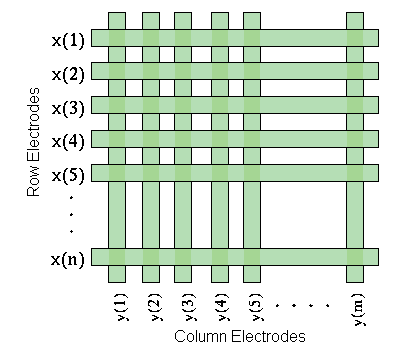 x(1)
x(2)
x(3)
x(4)
x(5)
.
.
.
x(n)
Row Electrodes
y(1) y(2) y(3) y(4) y(5) . . . . y(m)
Column Electrodes